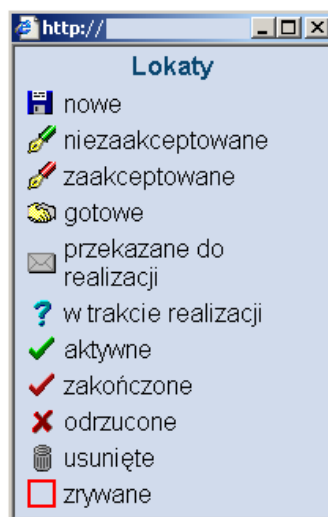 http://
Lokaty
nowe
niezaakceptowane
zaakceptowane
gotowe
przekazane do
realizacji
w trakcie realizacji
aktywne
zakończone
odrzucone
usunięte
zrywane